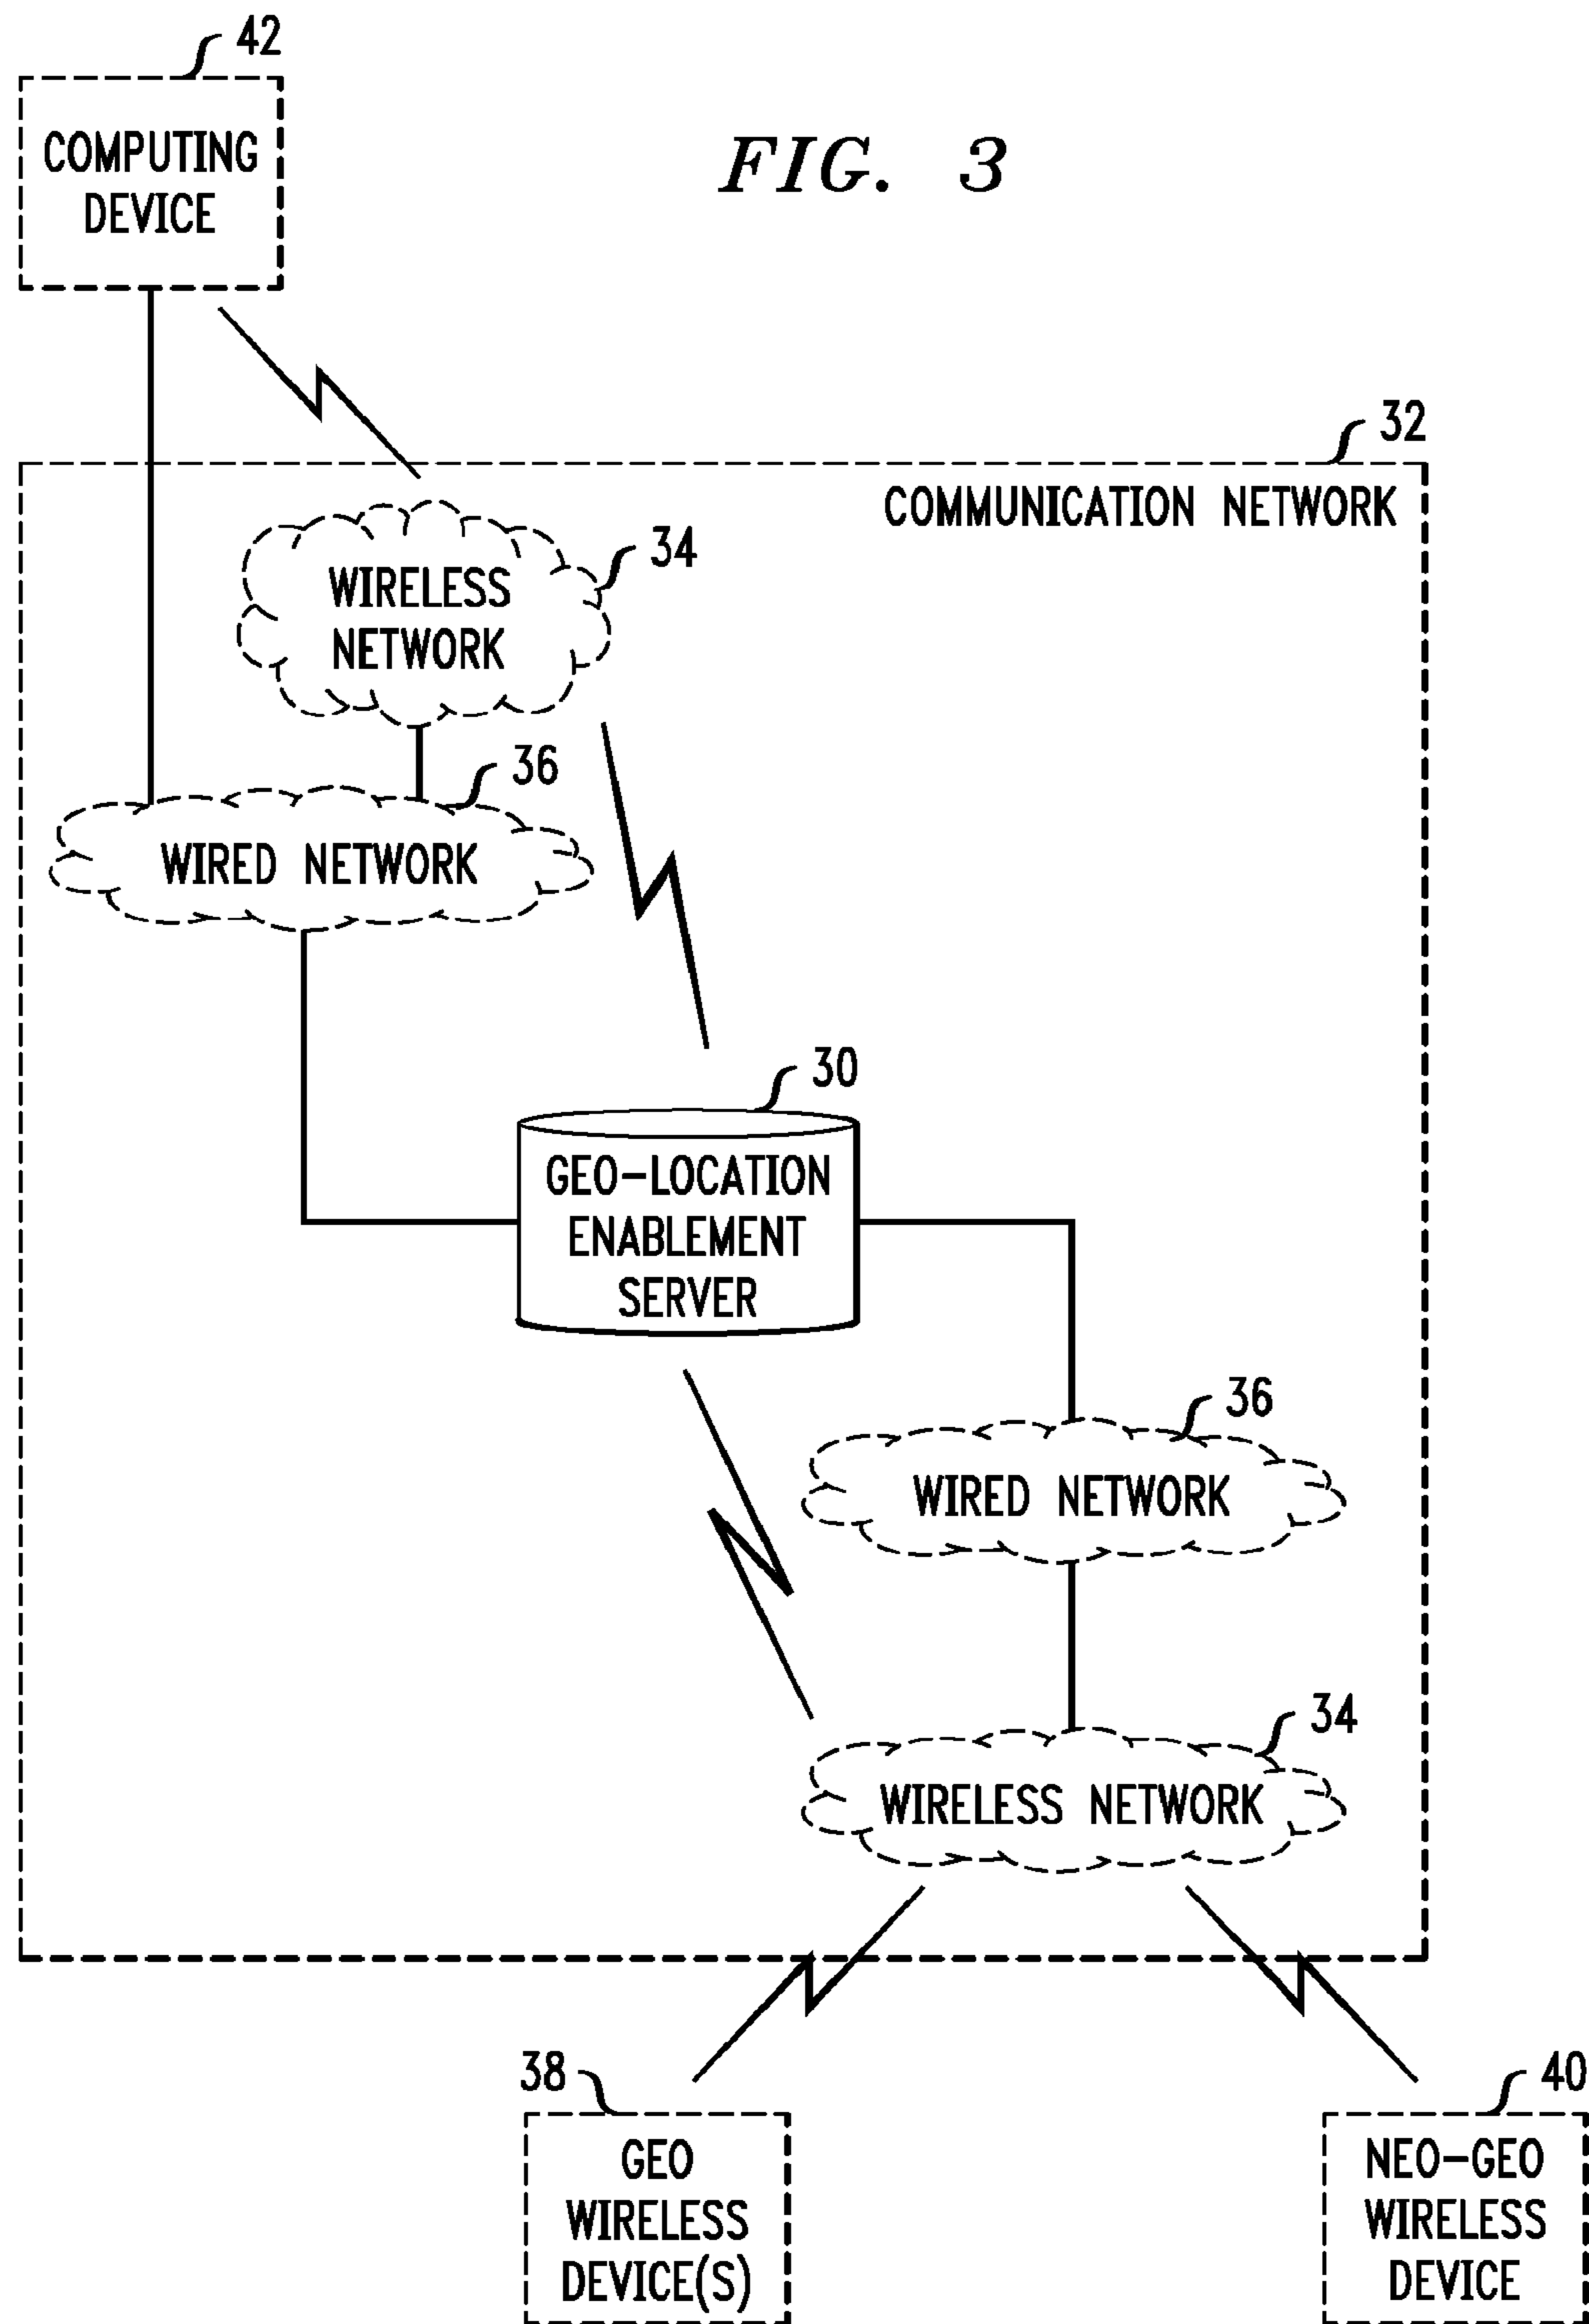 42
COMPUTING
DEVICE
FIG. 3
32
COMMUNICATION NETWORK
34
WIRELESS
NETWORK
36
WIRED NETWORK
30
GEO-LOCATION
ENABLEMENT
SERVER
36
WIRED NETWORK
34
WIRELESS NETWORK
38
GEO
WIRELESS
DEVICE(S)
40
NEO-GEO
WIRELESS
DEVICE